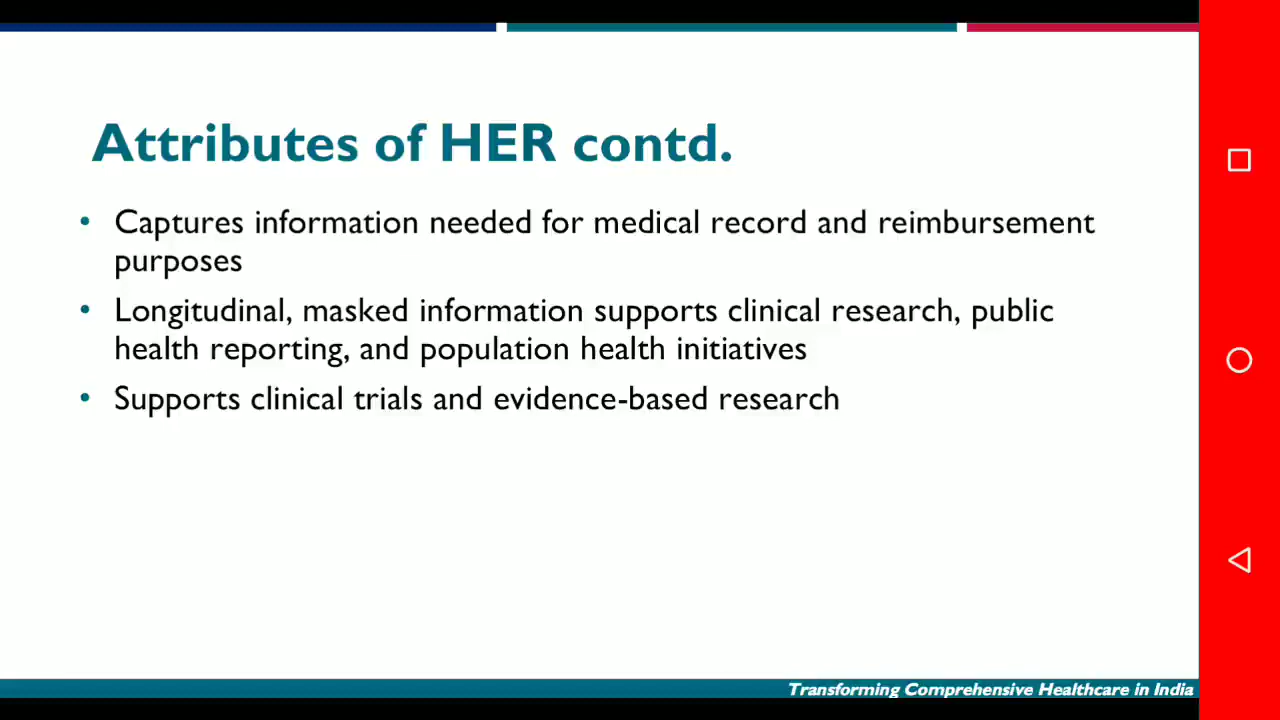 Attributes of HER contd.
• Captures information needed for medical record and reimbursement
purposes
• Longitudinal, masked information supports clinical research, public
health reporting, and population health initiatives
• Supports clinical trials and evidence-based research
Transforming Comprehensive Healthcare in India